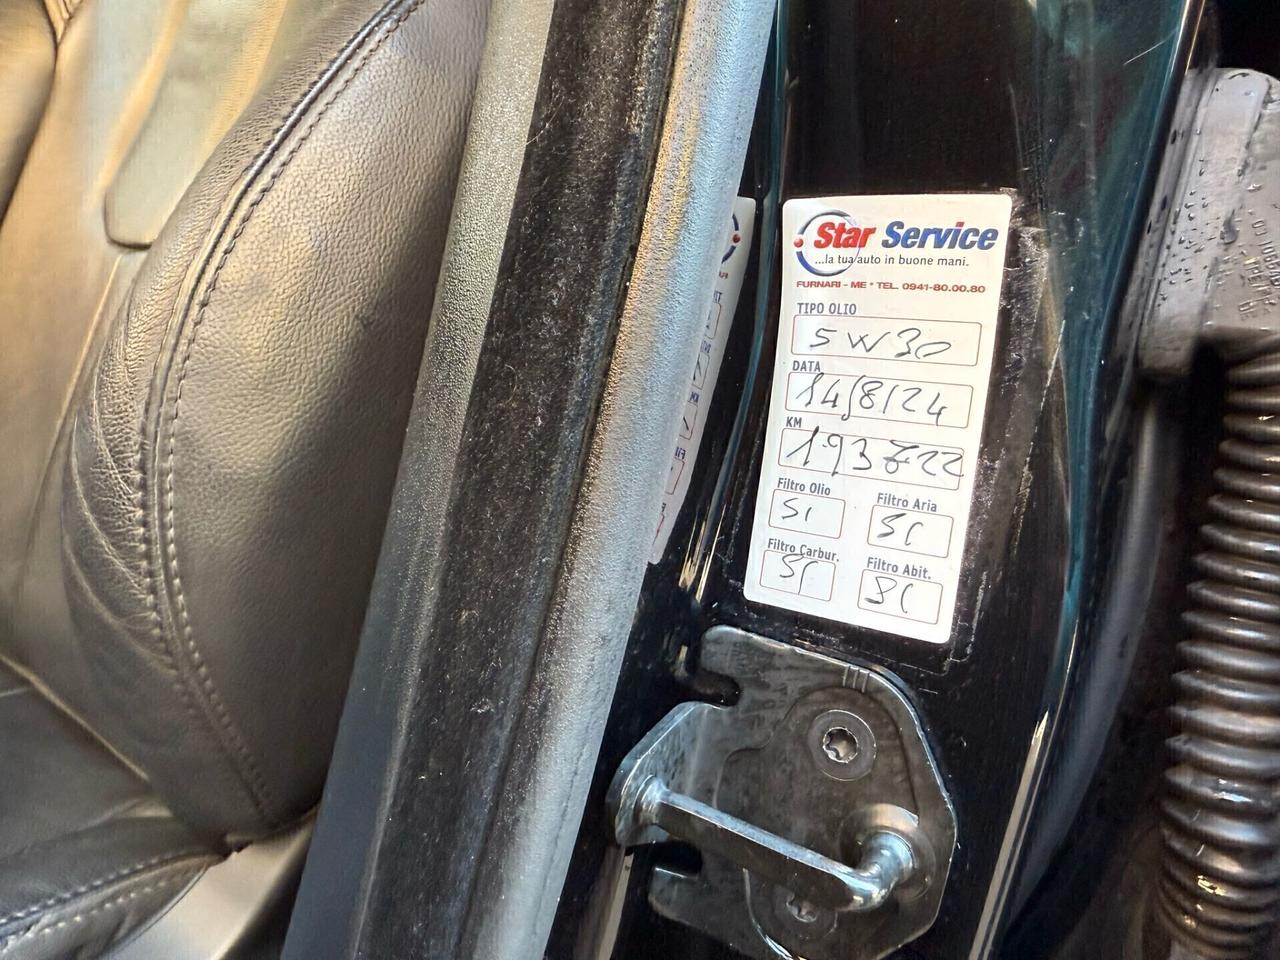 Star Service
...la tua auto in buone mani.
FURNARI - ME * TEL. 0941-80.00.80
TIPO OLIO
5W30
DATA
14/8/24
KM
193722
Filtro Olio
Si
Filtro Aria
Si
Filtro Carbur.
Si
Filtro Abit.
Si